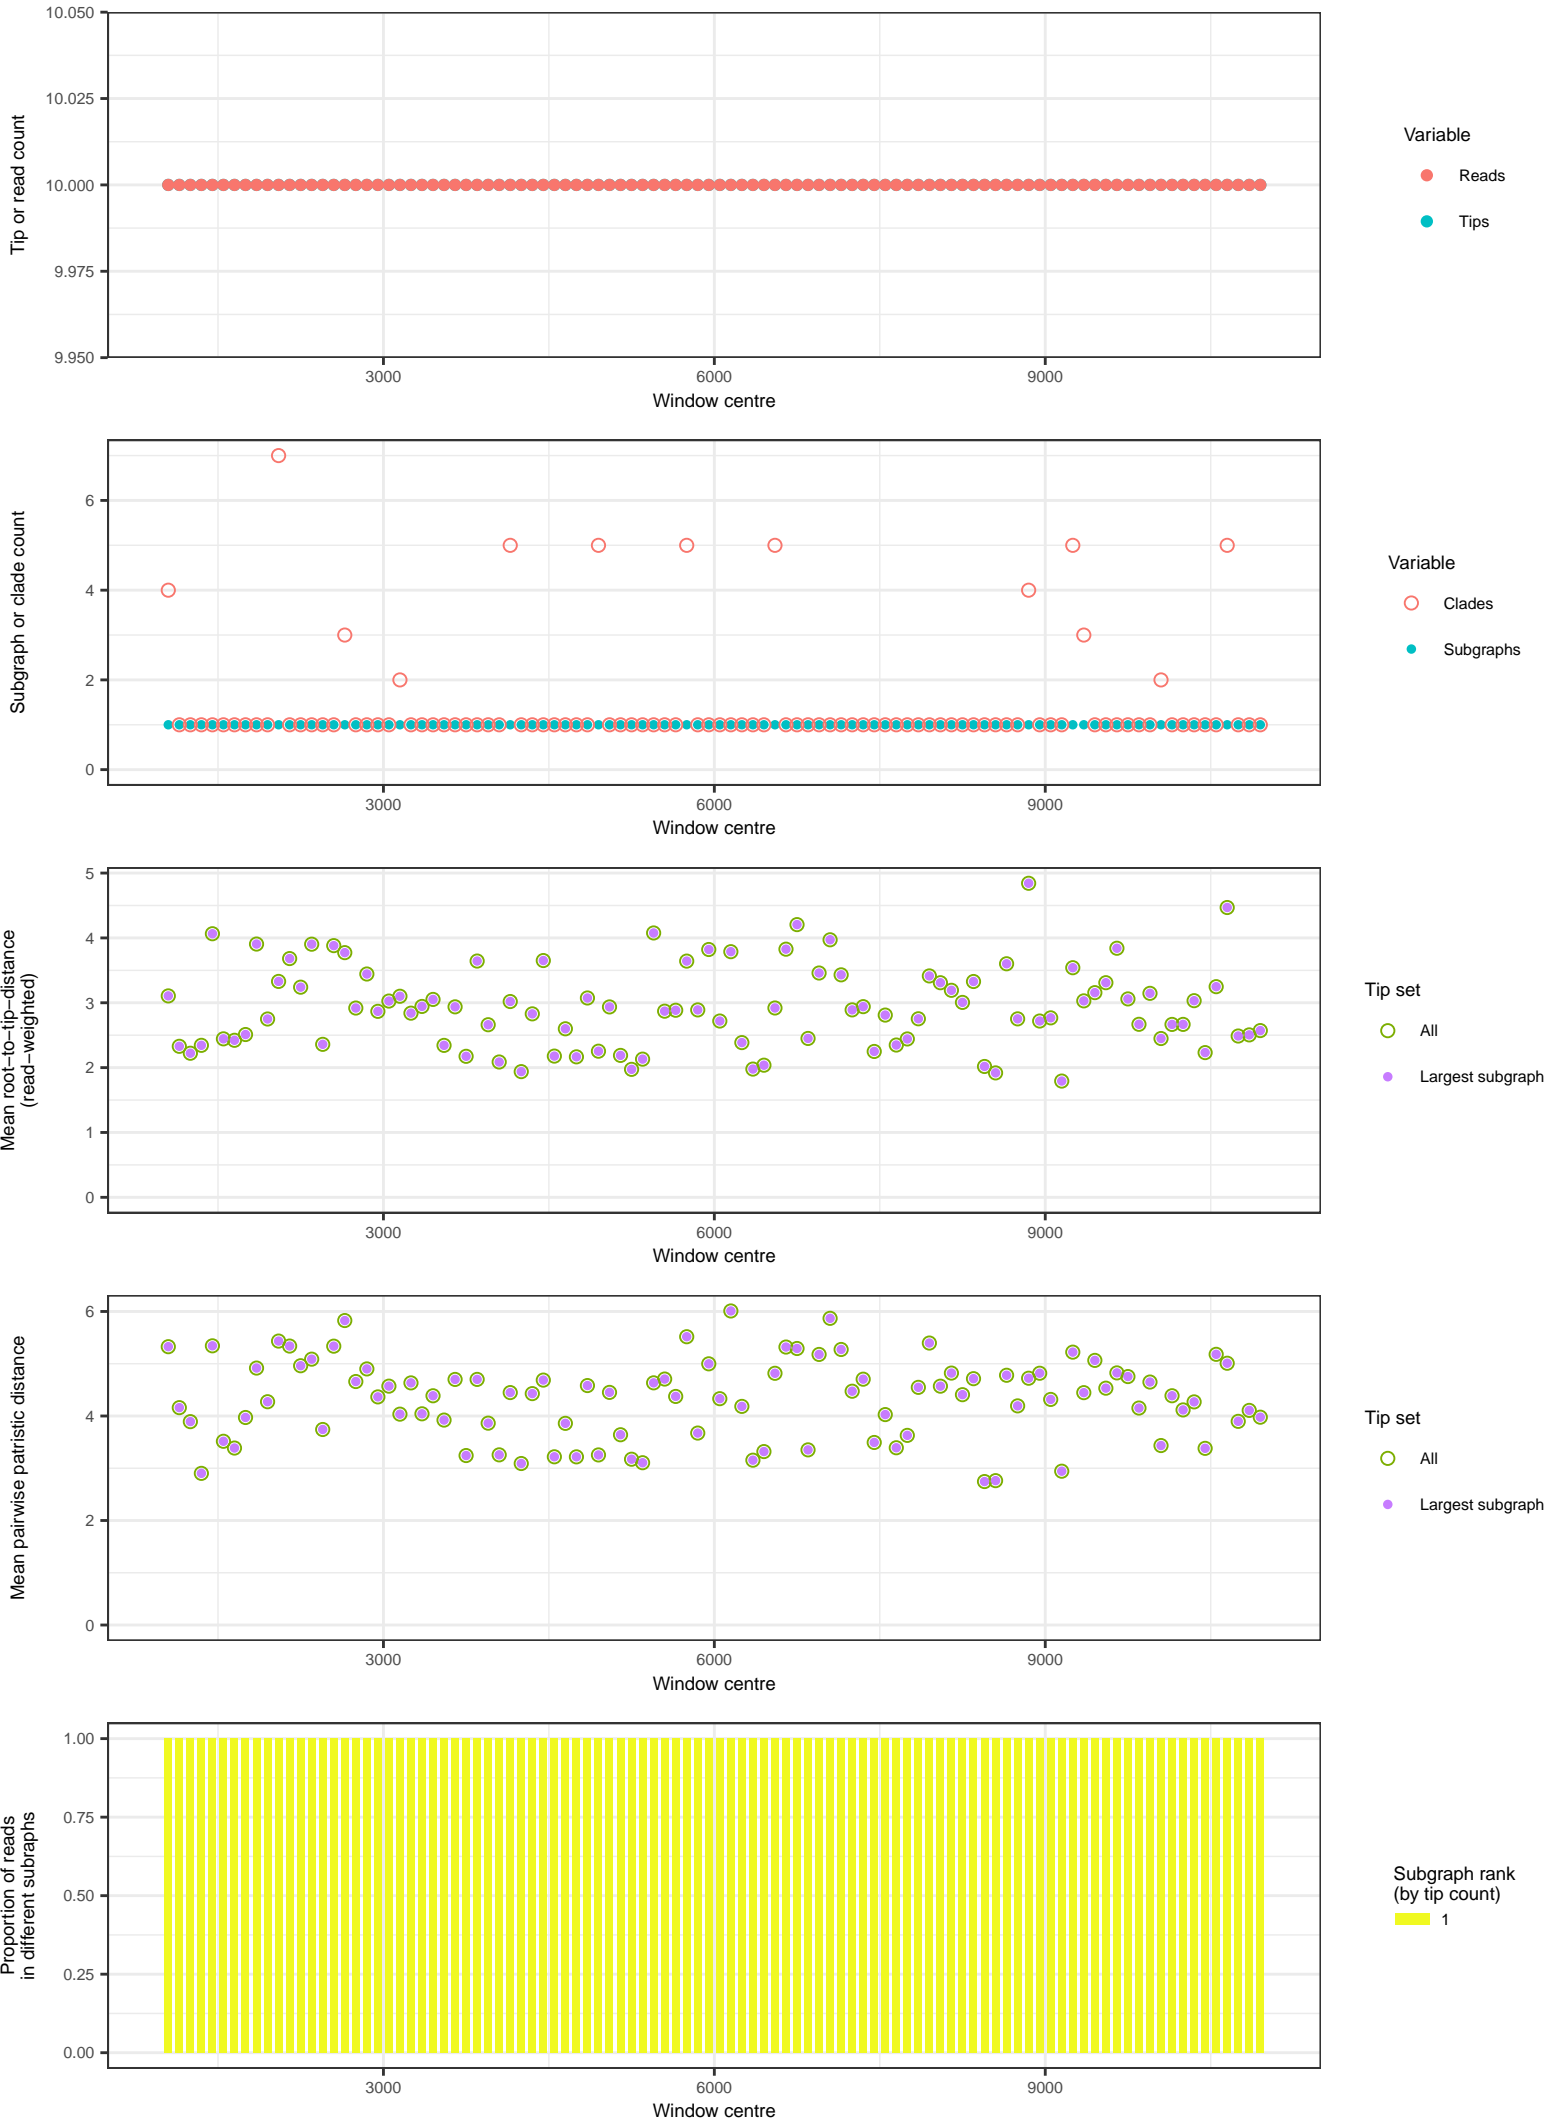 10.050
10.025
10.000
9.975
9.950
Tip or read count
3000
6000
9000
Window centre
Variable
Reads
Tips
6
4
2
0
Subgraph or clade count
3000
6000
9000
Window centre
Variable
Clades
Subgraphs
5
4
3
2
1
0
Mean root−to−tip−distance
(read−weighted)
3000
6000
9000
Window centre
Tip set
All
Largest subgraph
6
4
2
0
Mean pairwise patristic distance
3000
6000
9000
Window centre
Tip set
All
Largest subgraph
1.00
0.75
0.50
0.25
0.00
Proportion of reads
in different subraphs
3000
6000
9000
Window centre
Subgraph rank
(by tip count)
1